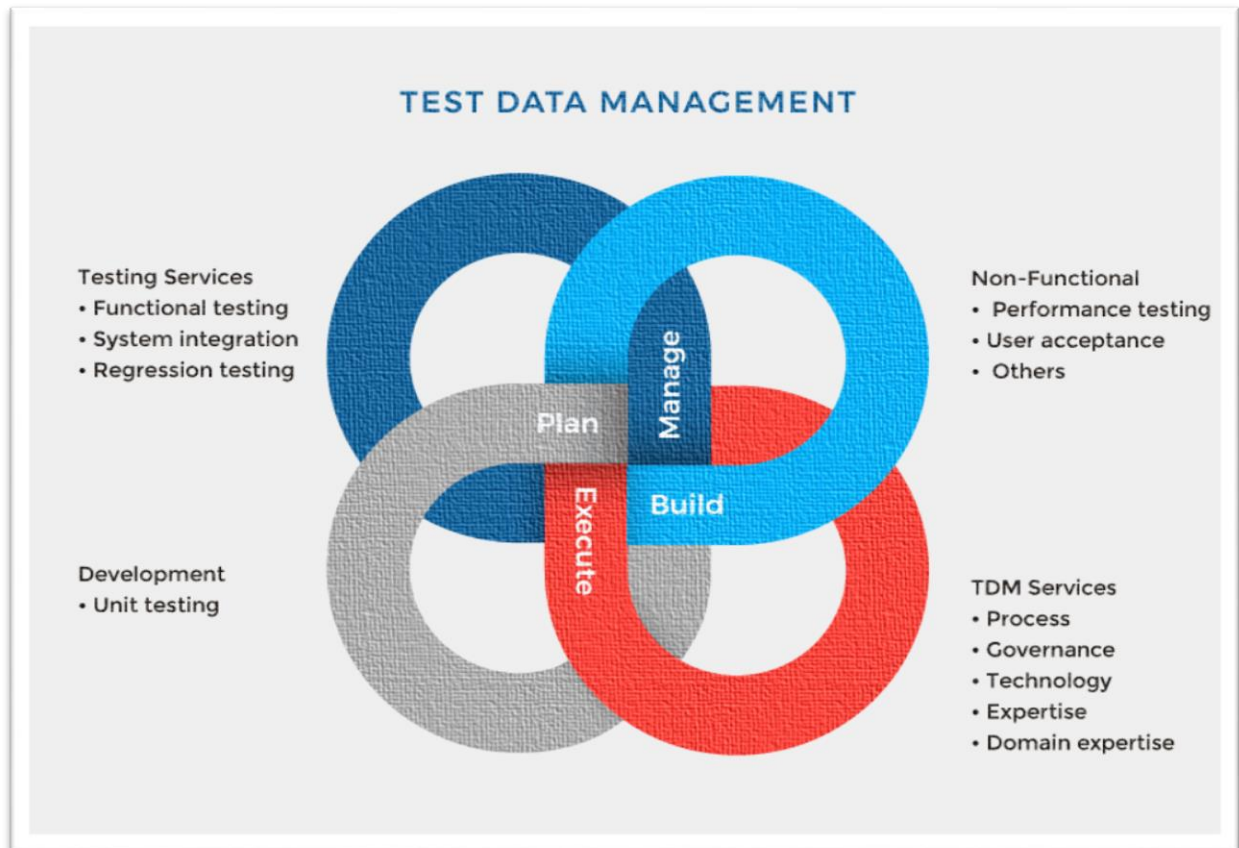 TEST DATA MANAGEMENT
Testing Services
• Functional testing
• System integration
• Regression testing
Non-Functional
• Performance testing
• User acceptance
• Others
Plan
Manage
Execute
Build
Development
• Unit testing
TDM Services
• Process
• Governance
• Technology
• Expertise
• Domain expertise